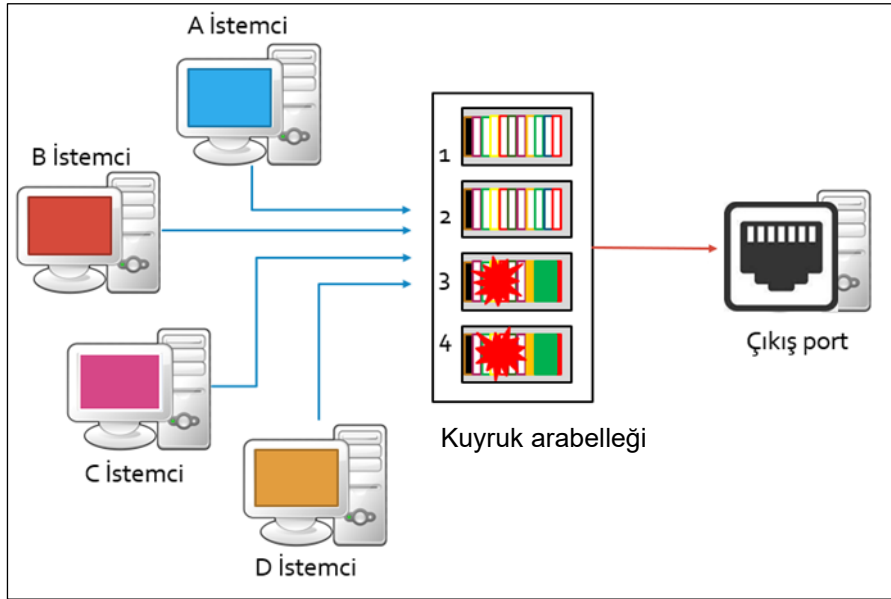 A İstemci
B İstemci
C İstemci
D İstemci
1
2
3
4
Kuyruk arabelleği
Çıkış port